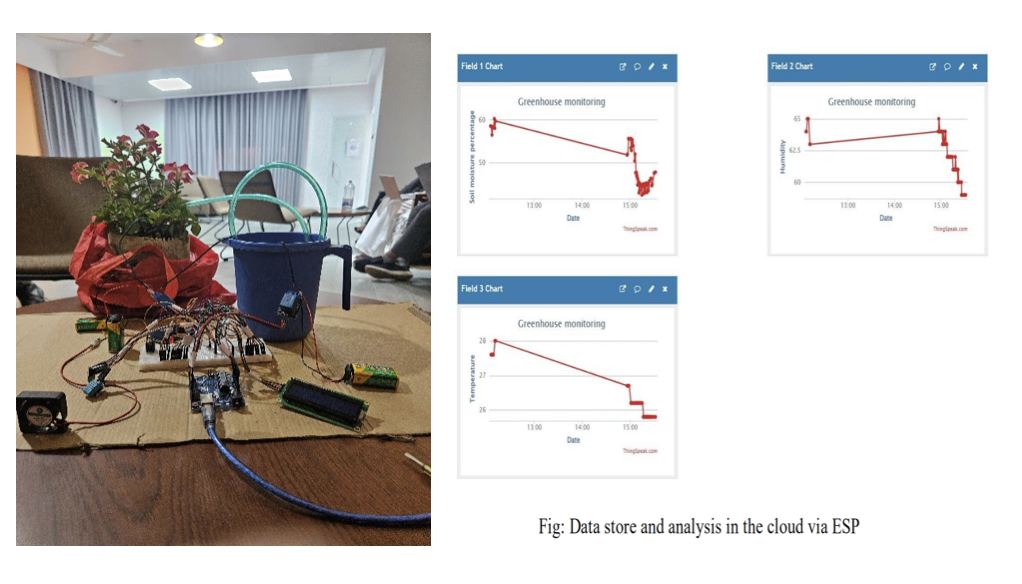 Field 1 Chart
Greenhouse monitoring
Soil moisture percentage
60
50
13:00 14:00 15:00
Date
ThingSpeak.com
Field 2 Chart
Greenhouse monitoring
Humidity
65
62.5
60
13:00 14:00 15:00
Date
ThingSpeak.com
Field 3 Chart
Greenhouse monitoring
Temperature
28
27
26
13:00 14:00 15:00
Date
ThingSpeak.com
Fig: Data store and analysis in the cloud via ESP